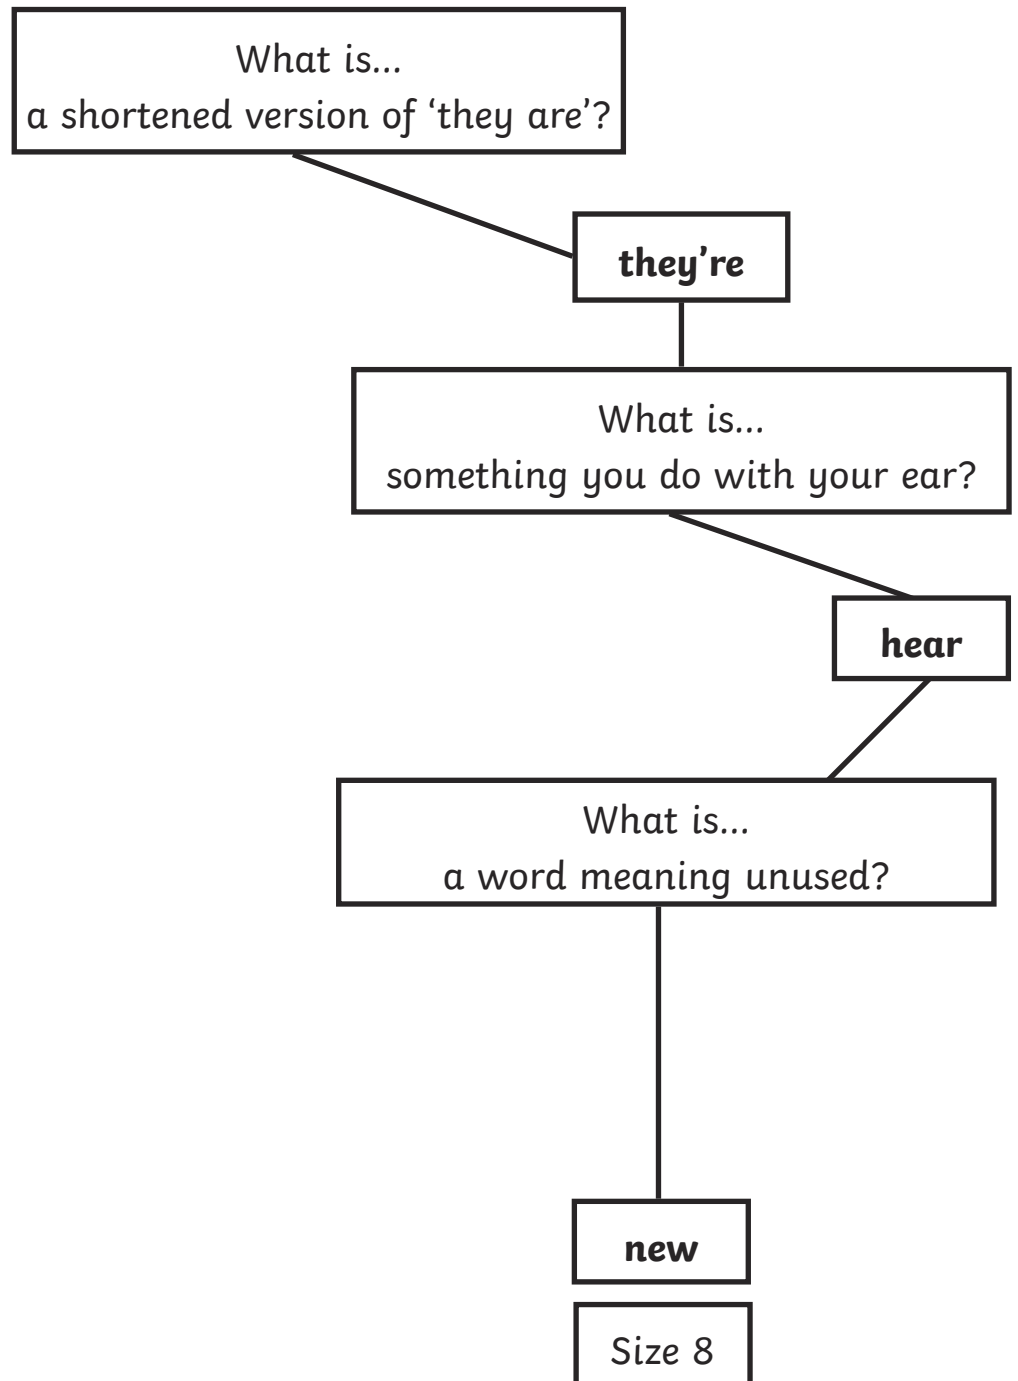 What is...
a shortened version of ‘they are’?
they’re
What is...
something you do with your ear?
hear
What is...
a word meaning unused?
new
Size 8